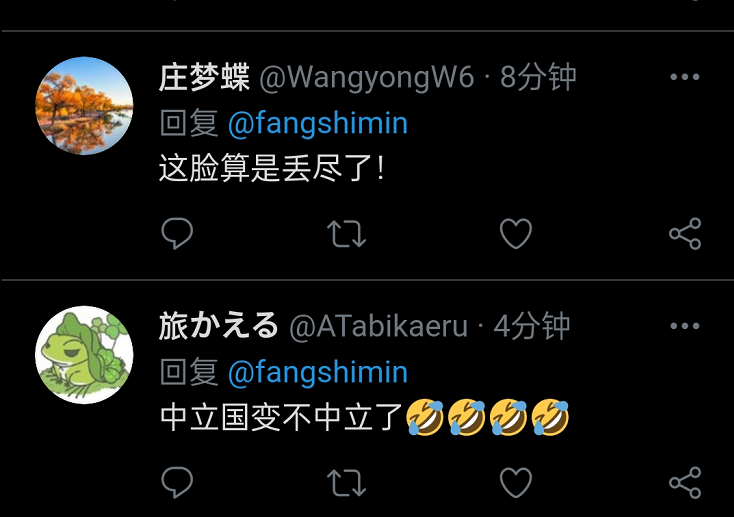 庄梦蝶 @WangyongW6 · 8分钟
回复 @fangshimin
这脸算是丢尽了！
旅かえる @ATabikaeru · 4分钟
回复 @fangshimin
中立国变不中立了🤣🤣🤣🤣